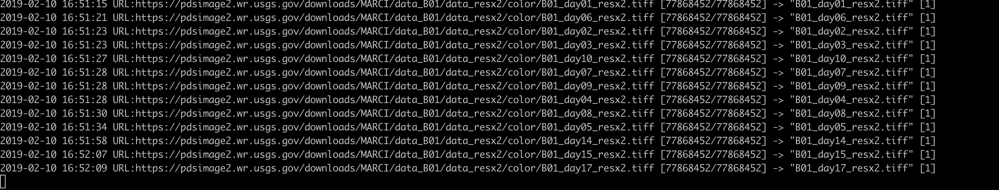 2019-02-10 16:51:15 URL:https://pdsimage2.wr.usgs.gov/downloads/MARCI/data_B01/data_resx2/color/B01_day01_resx2.tiff [77868452/77868452] -> "B01_day01_resx2.tiff" [1]
2019-02-10 16:51:21 URL:https://pdsimage2.wr.usgs.gov/downloads/MARCI/data_B01/data_resx2/color/B01_day06_resx2.tiff [77868452/77868452] -> "B01_day06_resx2.tiff" [1]
2019-02-10 16:51:23 URL:https://pdsimage2.wr.usgs.gov/downloads/MARCI/data_B01/data_resx2/color/B01_day02_resx2.tiff [77868452/77868452] -> "B01_day02_resx2.tiff" [1]
2019-02-10 16:51:23 URL:https://pdsimage2.wr.usgs.gov/downloads/MARCI/data_B01/data_resx2/color/B01_day03_resx2.tiff [77868452/77868452] -> "B01_day03_resx2.tiff" [1]
2019-02-10 16:51:27 URL:https://pdsimage2.wr.usgs.gov/downloads/MARCI/data_B01/data_resx2/color/B01_day10_resx2.tiff [77868452/77868452] -> "B01_day10_resx2.tiff" [1]
2019-02-10 16:51:28 URL:https://pdsimage2.wr.usgs.gov/downloads/MARCI/data_B01/data_resx2/color/B01_day07_resx2.tiff [77868452/77868452] -> "B01_day07_resx2.tiff" [1]
2019-02-10 16:51:28 URL:https://pdsimage2.wr.usgs.gov/downloads/MARCI/data_B01/data_resx2/color/B01_day09_resx2.tiff [77868452/77868452] -> "B01_day09_resx2.tiff" [1]
2019-02-10 16:51:28 URL:https://pdsimage2.wr.usgs.gov/downloads/MARCI/data_B01/data_resx2/color/B01_day04_resx2.tiff [77868452/77868452] -> "B01_day04_resx2.tiff" [1]
2019-02-10 16:51:30 URL:https://pdsimage2.wr.usgs.gov/downloads/MARCI/data_B01/data_resx2/color/B01_day08_resx2.tiff [77868452/77868452] -> "B01_day08_resx2.tiff" [1]
2019-02-10 16:51:34 URL:https://pdsimage2.wr.usgs.gov/downloads/MARCI/data_B01/data_resx2/color/B01_day05_resx2.tiff [77868452/77868452] -> "B01_day05_resx2.tiff" [1]
2019-02-10 16:51:58 URL:https://pdsimage2.wr.usgs.gov/downloads/MARCI/data_B01/data_resx2/color/B01_day14_resx2.tiff [77868452/77868452] -> "B01_day14_resx2.tiff" [1]
2019-02-10 16:52:07 URL:https://pdsimage2.wr.usgs.gov/downloads/MARCI/data_B01/data_resx2/color/B01_day15_resx2.tiff [77868452/77868452] -> "B01_day15_resx2.tiff" [1]
2019-02-10 16:52:09 URL:https://pdsimage2.wr.usgs.gov/downloads/MARCI/data_B01/data_resx2/color/B01_day17_resx2.tiff [77868452/77868452] -> "B01_day17_resx2.tiff" [1]